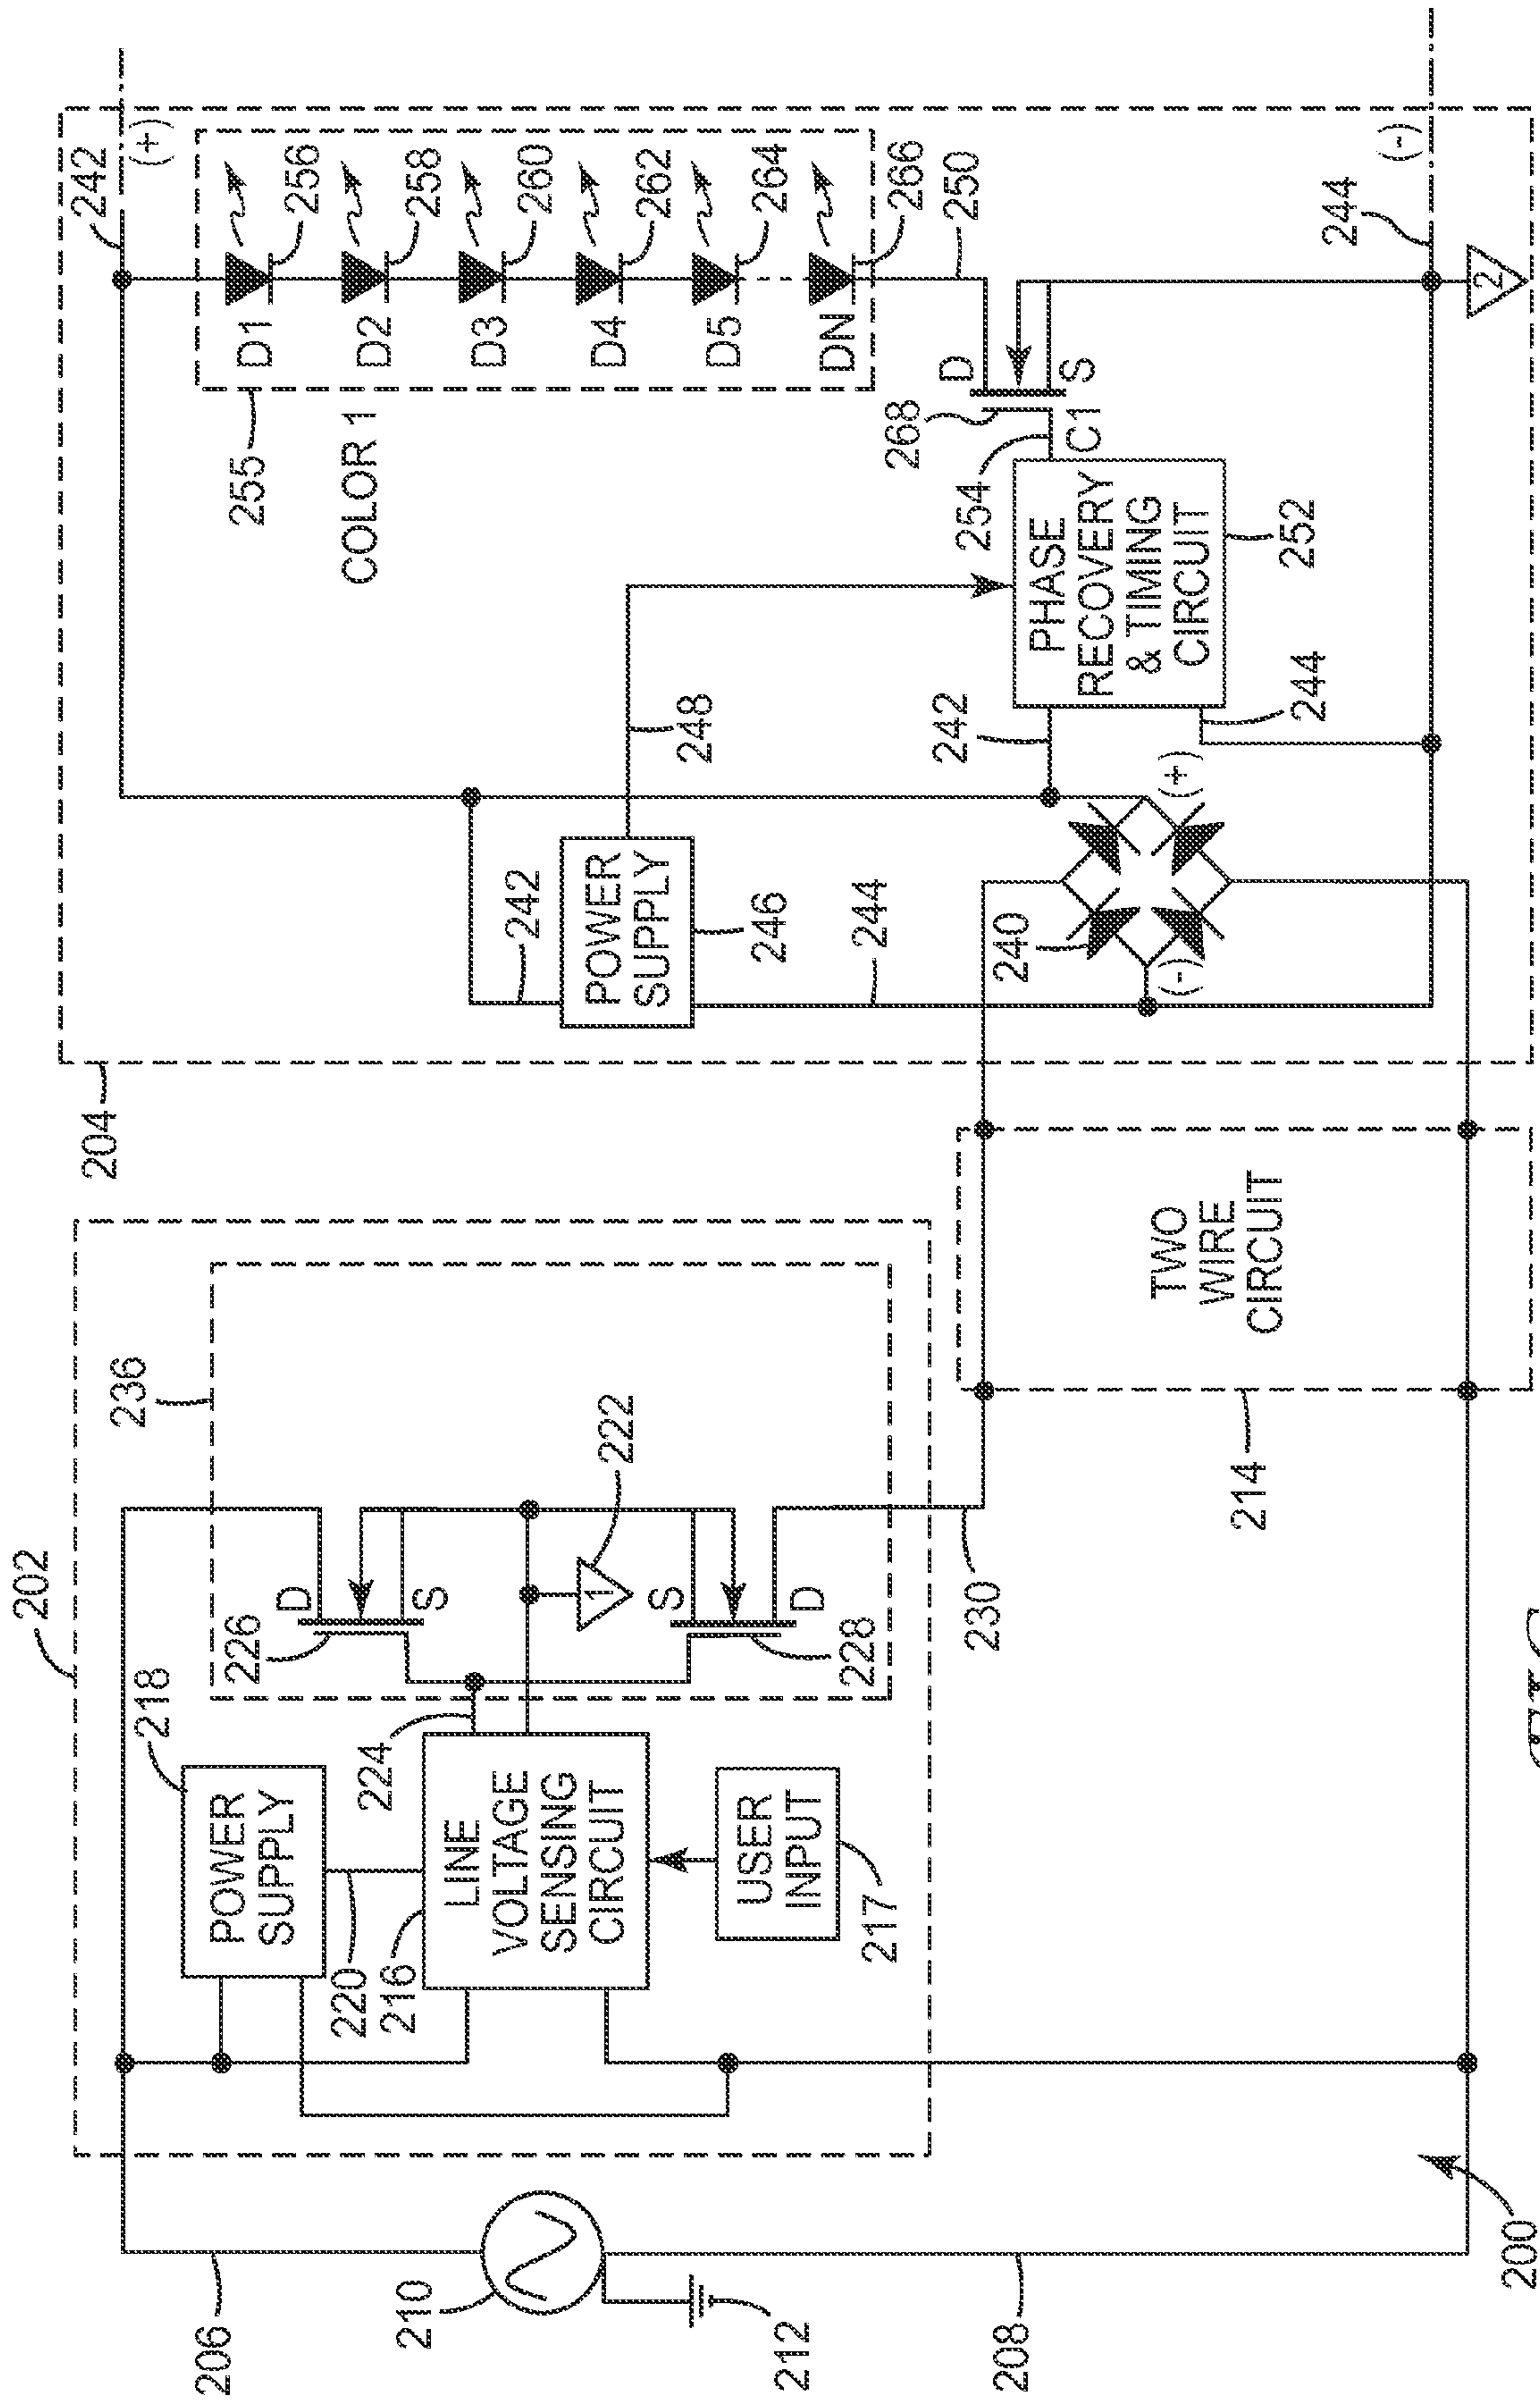 202
236
218
POWER
SUPPLY
226
D
S
222
1
S
D
228
224
220
216
LINE
VOLTAGE
SENSING
CIRCUIT
USER
INPUT
217
206
210
212
208
200
230
214
TWO
WIRE
CIRCUIT
204
242
(+)
255
COLOR 1
D1
256
D2
258
D3
260
D4
262
D5
264
DN
266
250
242
POWER
SUPPLY
246
248
244
240
(-)
(+)
242
PHASE
RECOVERY
& TIMING
CIRCUIT
252
244
254
C1
268
D
S
244
(-)
2